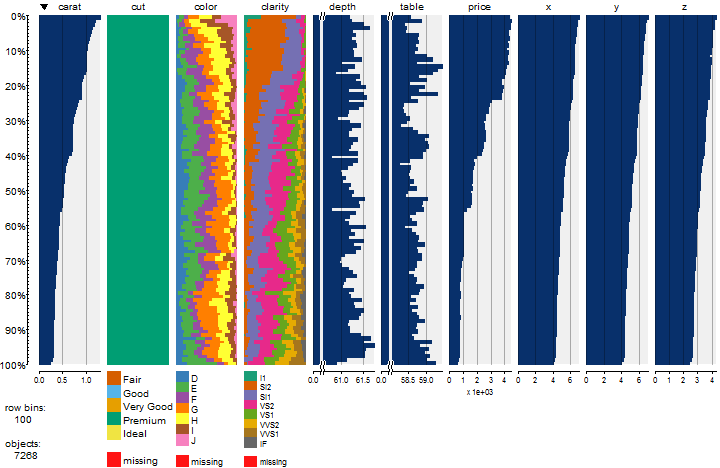 carat cut color clarity depth table price x y z
0%
10%
20%
30%
40%
50%
60%
70%
80%
90%
100%
0.0 0.5 1.0 0.0 61.0 61.5 0.0 58.5 59.0 0 1 2 3 4 0 2 4 6 0 2 4 6 0 1 2 3 4
x 1e+03
row bins:
100
objects:
7268
Fair
Good
Very Good
Premium
Ideal
missing
D
E
F
G
H
I
J
missing
I1
SI2
SI1
VS2
VS1
VVS2
VVS1
IF
missing